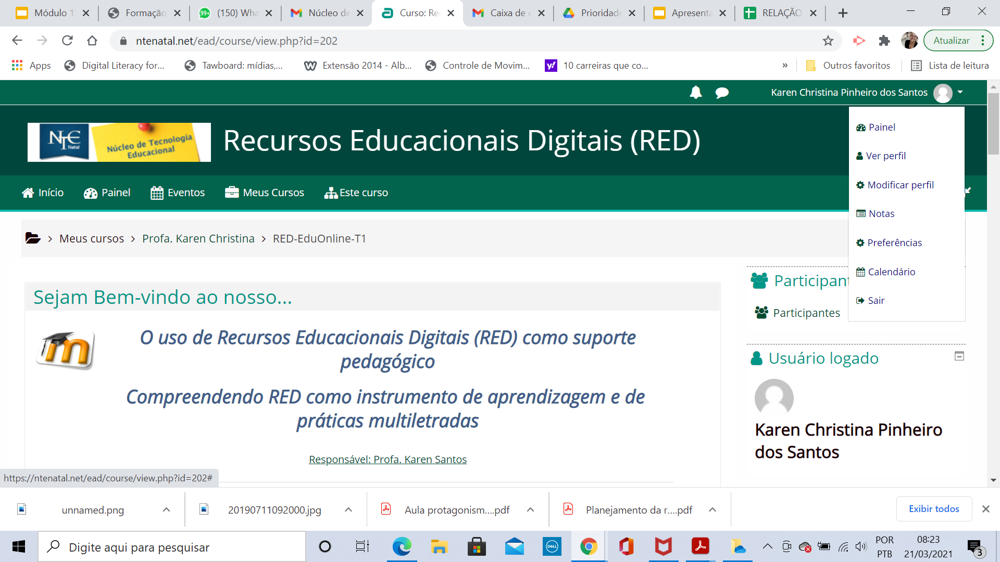 Módulo 1:
Formação
(150) Wha
Núcleo de
Curso: Re
Caixa de e
Prioridade
Apresenta
RELAÇÃO
ntenatal.net/ead/course/view.php?id=202
Atualizar
Apps
Digital Literacy for...
Tawboard: mídias,...
Extensão 2014 - Alb...
Controle de Movim...
10 carreiras que co...
»
Outros favoritos
Lista de leitura
Karen Christina Pinheiro dos Santos
NTE
Natal
Núcleo de Tecnologia
Educacional
Recursos Educacionais Digitais (RED)
Painel
Ver perfil
Modificar perfil
Notas
Preferências
Calendário
Sair
Início
Painel
Eventos
Meus Cursos
Este curso
Meus cursos > Profa. Karen Christina > RED-EduOnline-T1
Sejam Bem-vindo ao nosso...
m
O uso de Recursos Educacionais Digitais (RED) como suporte
pedagógico
Compreendendo RED como instrumento de aprendizagem e de
práticas multiletradas
Responsável: Profa. Karen Santos
Participant
Participantes
Usuário logado
Karen Christina Pinheiro
dos Santos
https://ntenatal.net/ead/course/view.php?id=202#
unnamed.png
20190711092000.jpg
Aula protagonism....pdf
Planejamento da r....pdf
Exibir todos
Digite aqui para pesquisar
DELL
POR
PTB
08:23
21/03/2021
3